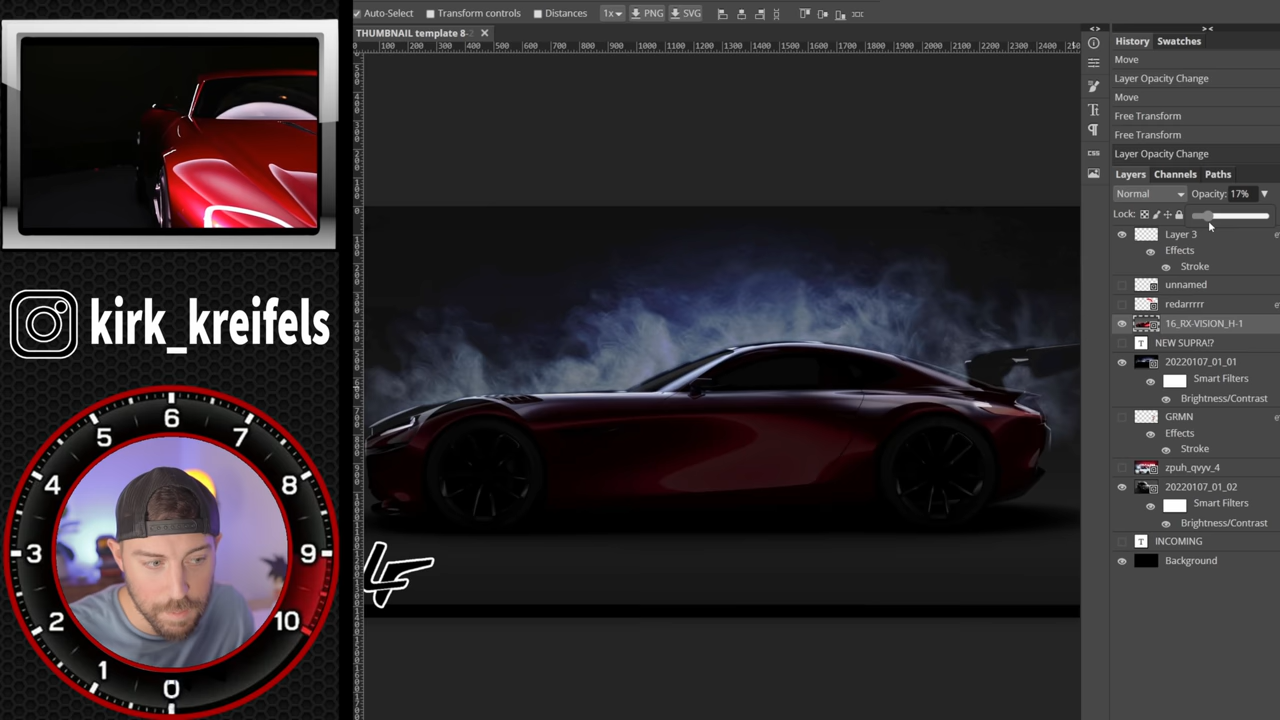 Auto-Select Transform controls Distances 1x PNG SVG
THUMBNAIL template 8-
100 200 300 400 500 600 700 800 900 1000 1100 1200 1300 1400 1500 1600 1700 1800 1900 2000 2100 2200 2300 2400
kirk_kreifels
6
5 7
4 8
3 9
2 10
1
0
LF
CSS
History Swatches
Move
Layer Opacity Change
Move
Free Transform
Free Transform
Layer Opacity Change
Layers Channels Paths
Normal Opacity: 17%
Lock:
Layer 3
Effects
Stroke
unnamed
redarrrrr
16_RX-VISION_H-1
T NEW SUPRA!?
20220107_01_01
Smart Filters
Brightness/Contrast
GRMN
Effects
Stroke
zpuh_qvyv_4
20220107_01_02
Smart Filters
Brightness/Contrast
T INCOMING
Background